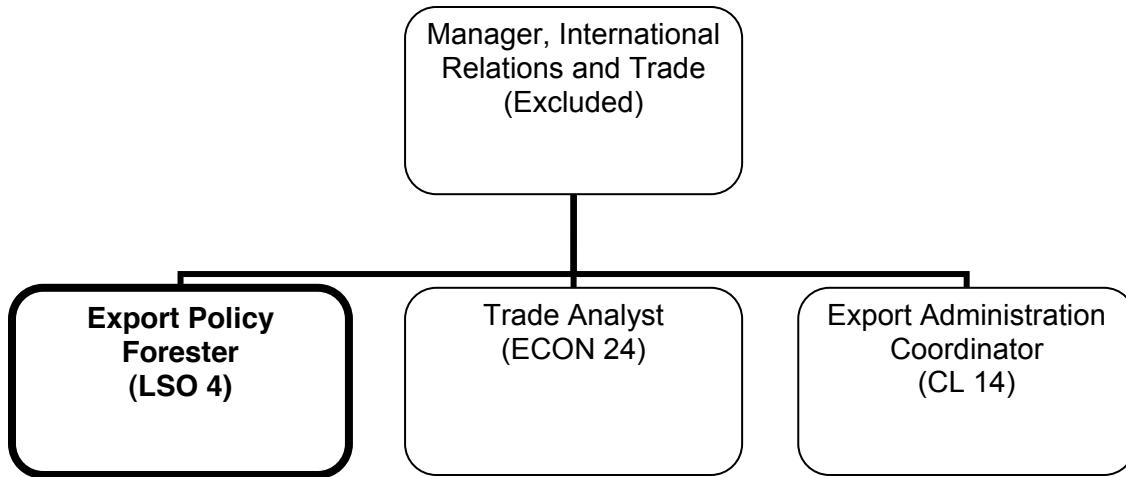 Manager, International
Relations and Trade
(Excluded)
Export Policy
Forester
(LSO 4)
Trade Analyst
(ECON 24)
Export Administration
Coordinator
(CL 14)